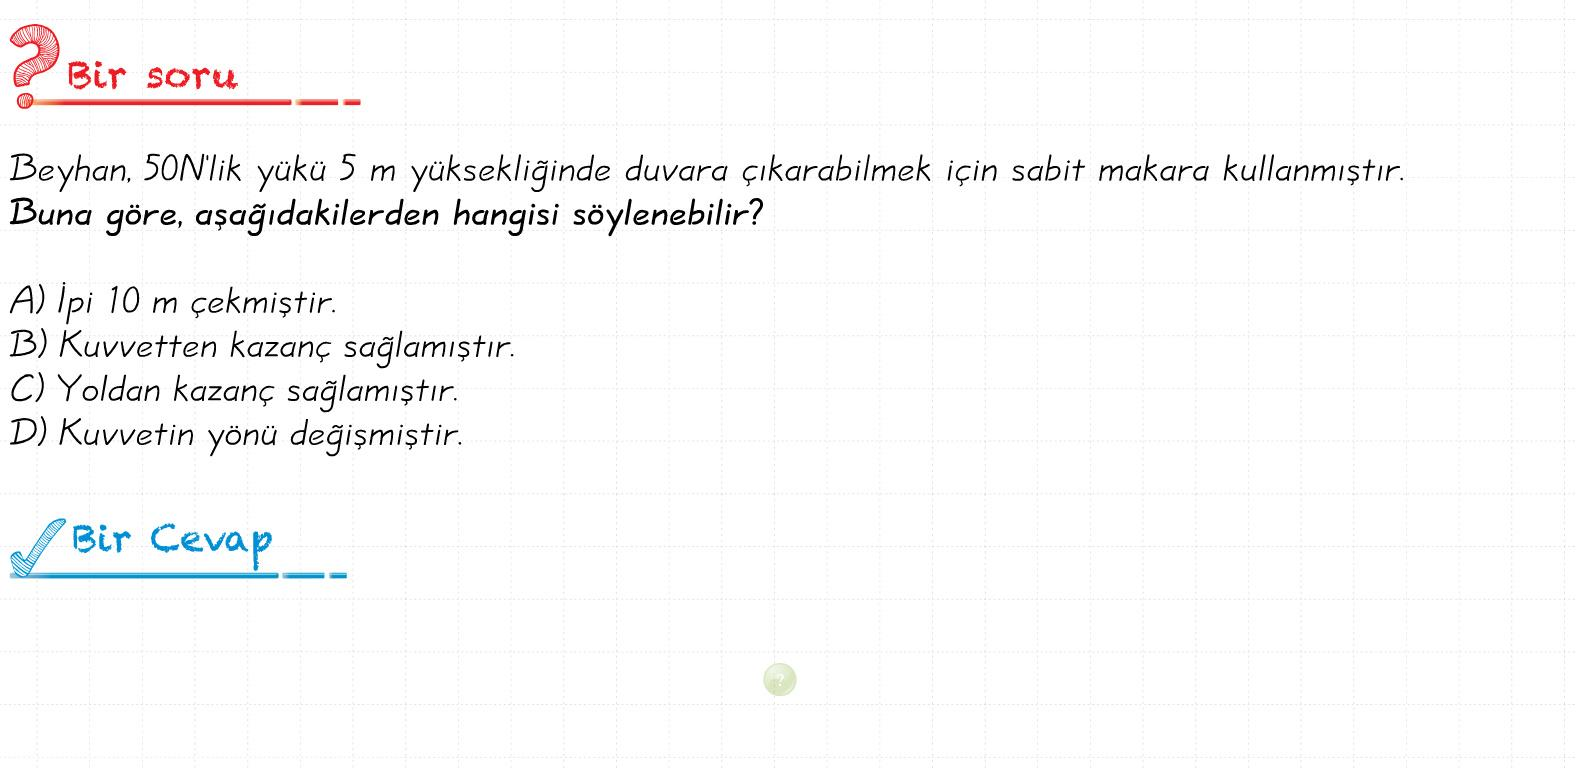 Bir soru
Beyhan, 50N'lik yükü 5 m yüksekliğinde duvara çıkarabilmek için sabit makara kullanmıştır.
Buna göre, aşağıdakilerden hangisi söylenebilir?
A) İpi 10 m çekmiştir.
B) Kuvvetten kazanç sağlamıştır.
C) Yoldan kazanç sağlamıştır.
D) Kuvvetin yönü değişmiştir.
Bir Cevap
?